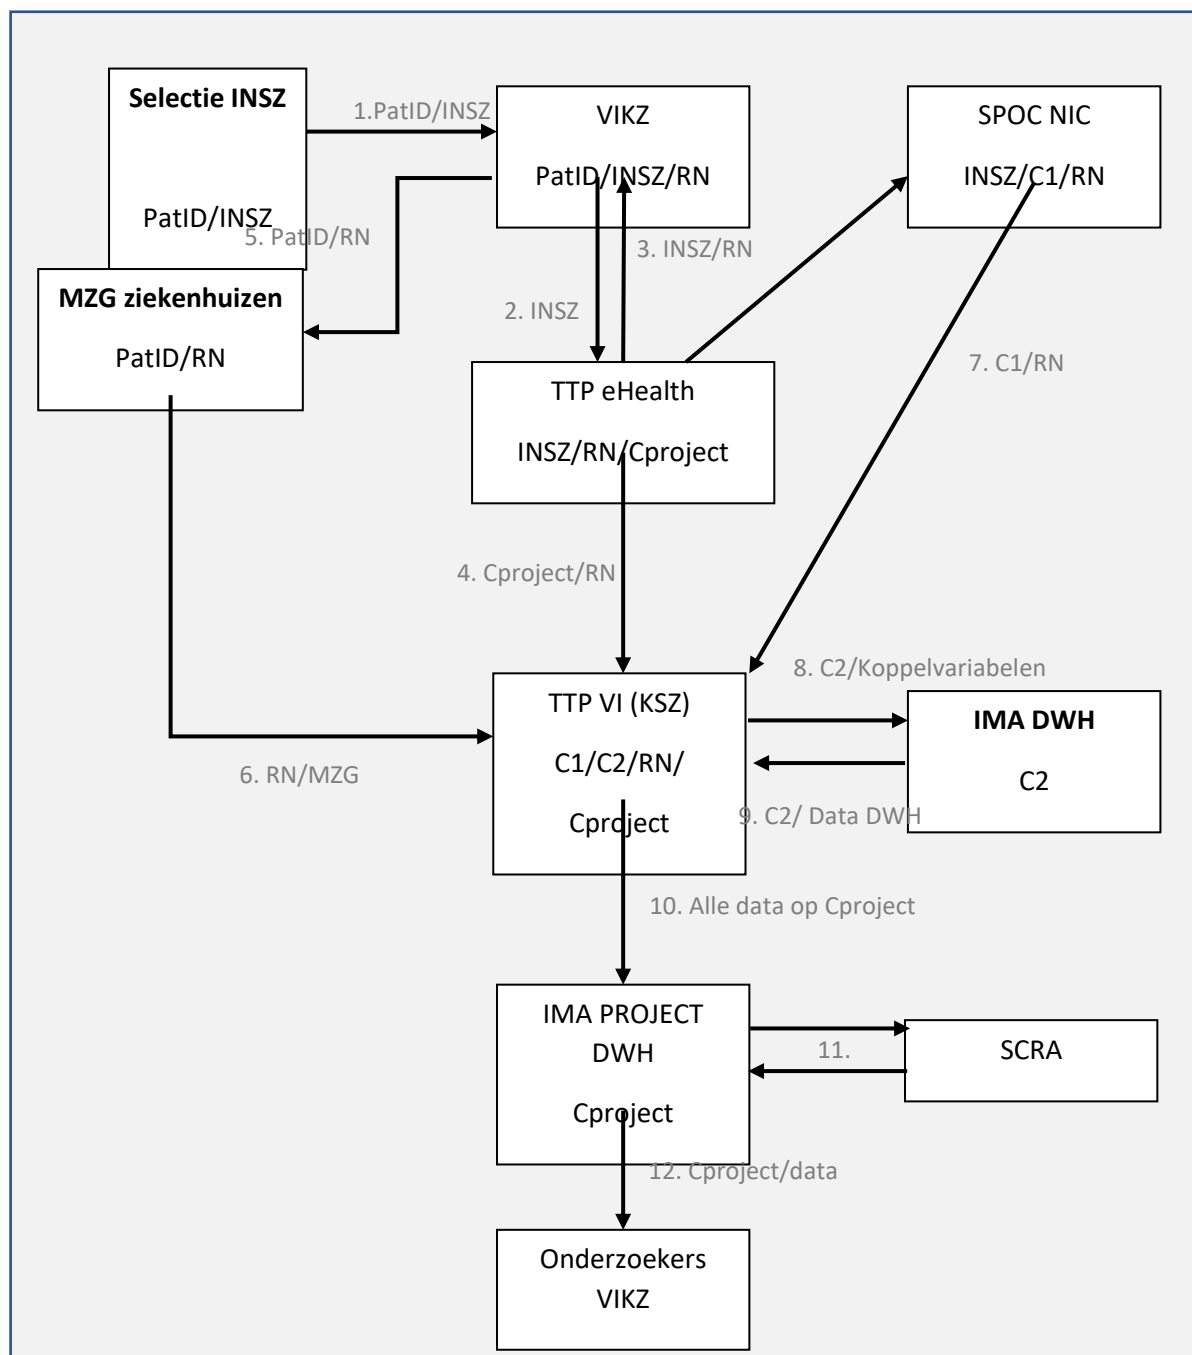 Selectie INSZ
PatID/INSZ
1.PatID/INSZ
VIKZ
PatID/INSZ/RN
SPOC NIC
INSZ/C1/RN
5. PatID/RN
3. INSZ/RN
2. INSZ
MZG ziekenhuizen
PatID/RN
TTP eHealth
INSZ/RN/Cproject
7. C1/RN
4. Cproject/RN
6. RN/MZG
TTP VI (KSZ)
C1/C2/RN/
Cproject
8. C2/Koppelvariabelen
IMA DWH
C2
9. C2/ Data DWH
10. Alle data op Cproject
IMA PROJECT
DWH
Cproject
11.
SCRA
12. Cproject/data
Onderzoekers
VIKZ